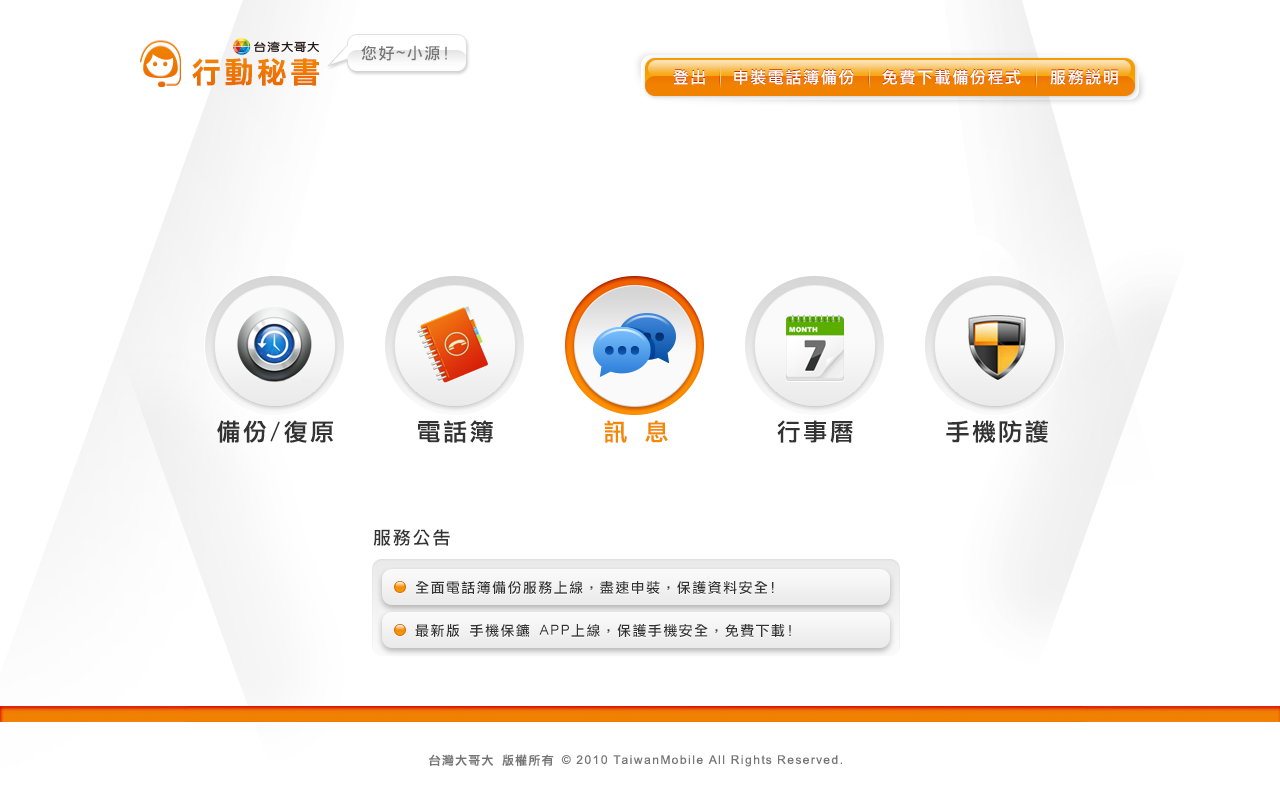 台灣大哥大
行動秘書
您好~小源!
登出 申裝電話簿備份 免費下載備份程式 服務說明
MONTH
7
備份/復原 電話簿 訊 息 行事曆 手機防護
服務公告
全面電話簿備份服務上線，盡速申裝，保護資料安全!
最新版 手機保鑣 APP上線，保護手機安全，免費下載!
台灣大哥大 版權所有 © 2010 TaiwanMobile All Rights Reserved.